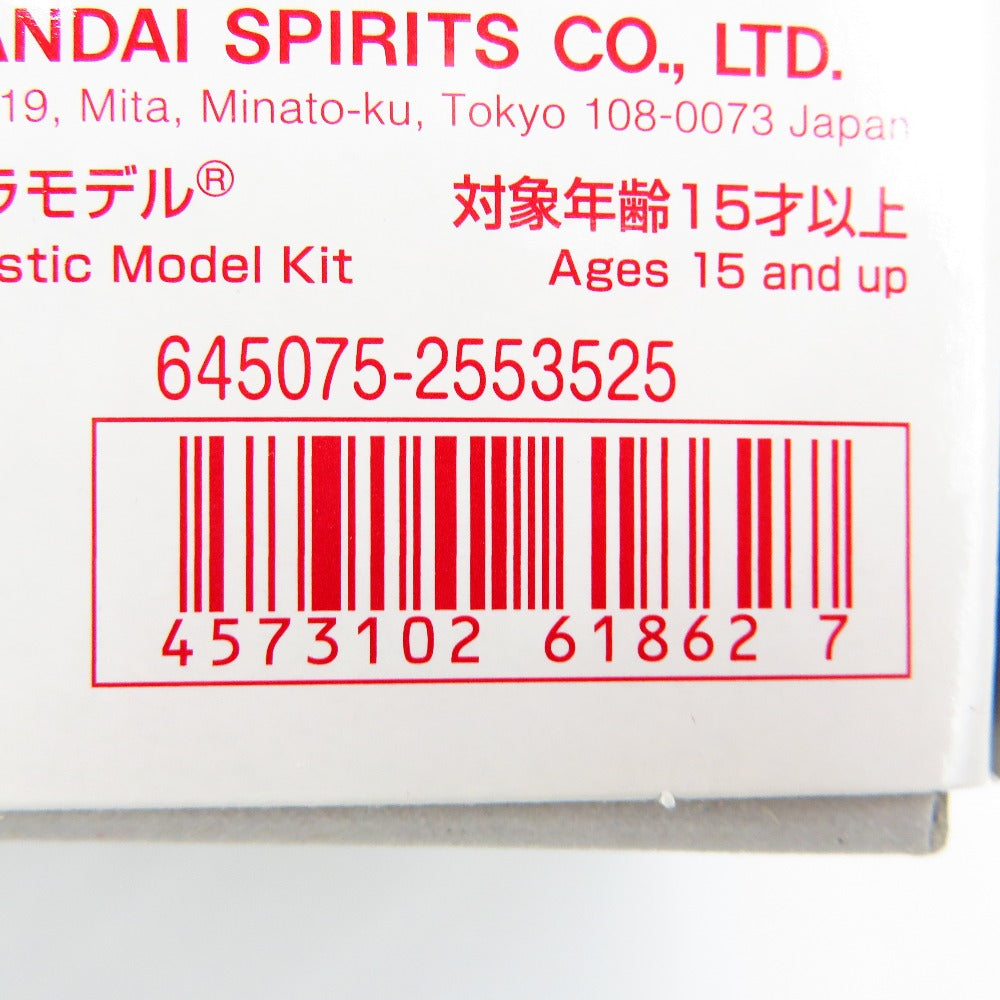 ANDAI SPIRITS CO., LTD.
19, Mita, Minato-ku, Tokyo 108-0073 Japan
ラモデル® 対象年齢15才以上
stic Model Kit Ages 15 and up
645075-2553525
4573102 61862 7